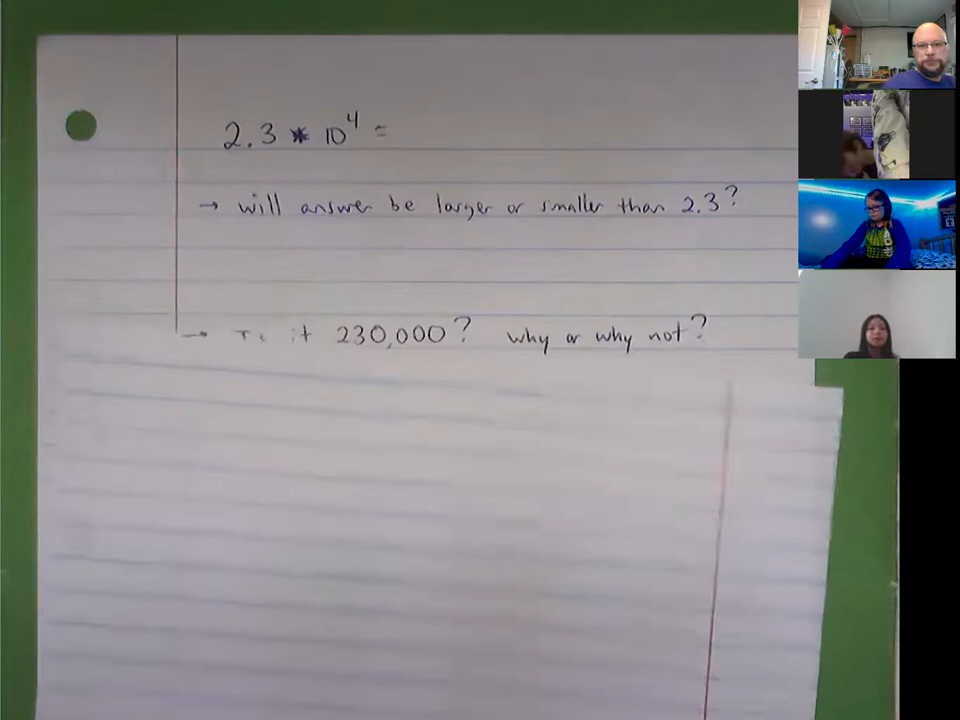 2.3 * 10⁴ =
→ will answer be larger or smaller than 2.3?
→ Is it 230,000? why or why not?